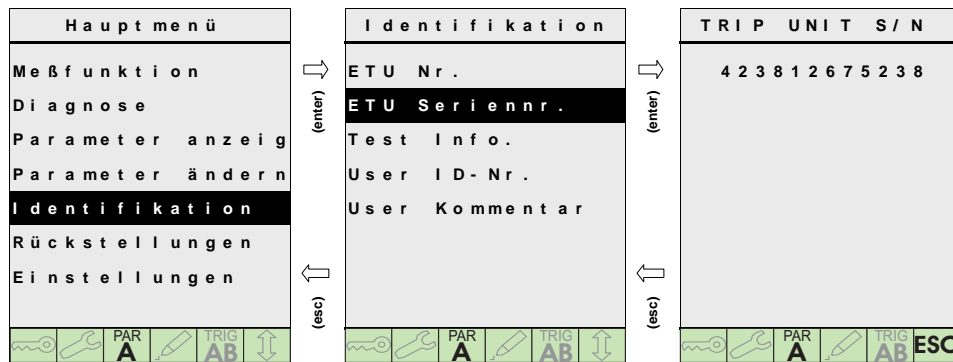 Hauptmenü
Meßfunktion
Diagnose
Parameter anzeig
Parameter ändern
Identifikation
Rückstellungen
Einstellungen
PAR
A
TRIG
AB
(enter)
(esc)
Identifikation
ETU Nr.
ETU Seriennr.
Test Info.
User ID-Nr.
User Kommentar
PAR
A
TRIG
AB
(enter)
(esc)
TRIP UNIT S/N
423812675238
PAR
A
TRIG
AB
ESC